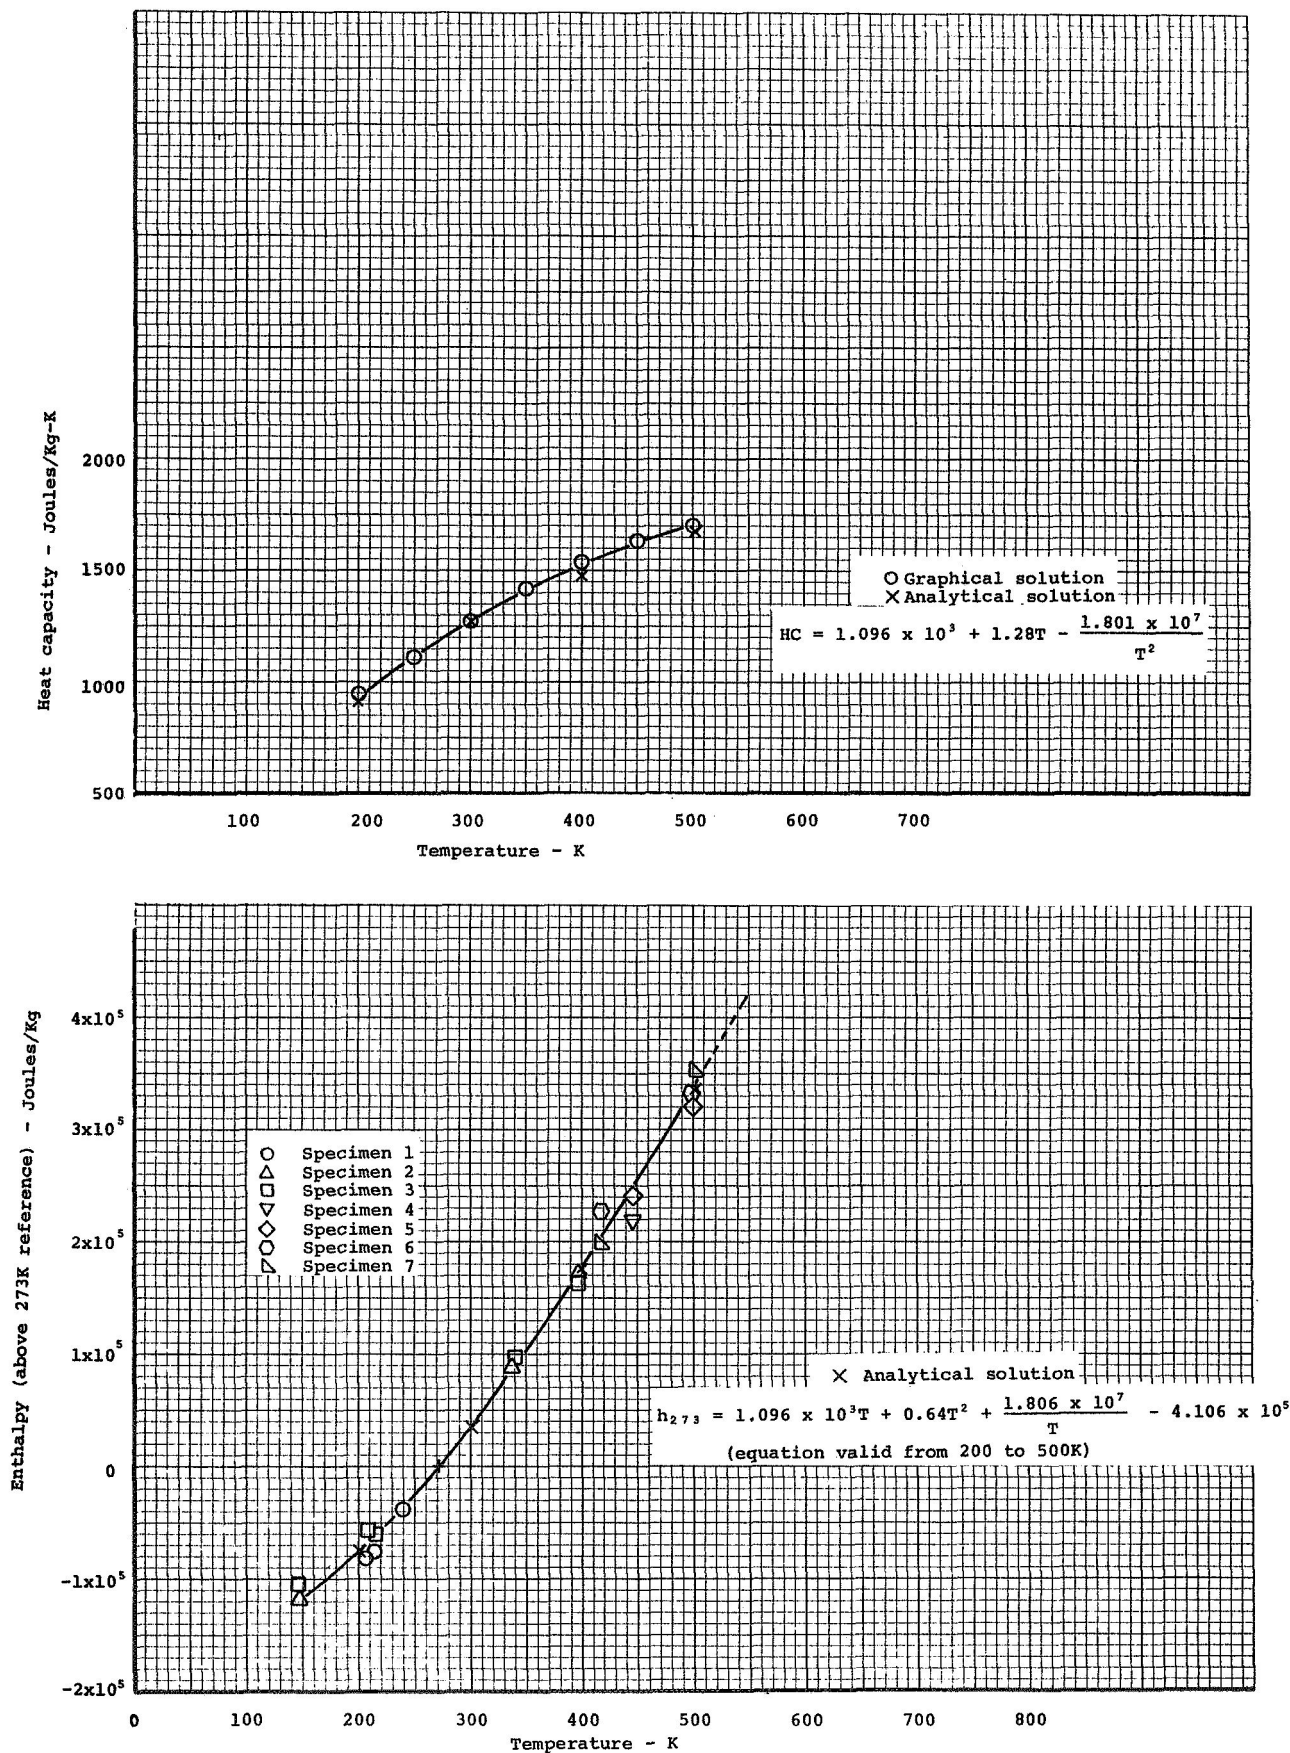 Heat capacity - Joules/Kg-K
2000
1500
1000
500
O Graphical solution
X Analytical solution
HC = 1.096 x 10³ + 1.28T - 1.801 x 10⁷ / T²
100 200 300 400 500 600 700
Temperature - K
Enthalpy (above 273K reference) - Joules/Kg
4x10⁵
3x10⁵
2x10⁵
1x10⁵
0
-1x10⁵
-2x10⁵
Specimen 1
Specimen 2
Specimen 3
Specimen 4
Specimen 5
Specimen 6
Specimen 7
X Analytical solution
h₂₇₃ = 1.096 x 10³T + 0.64T² + 1.806 x 10⁷ / T - 4.106 x 10⁵
(equation valid from 200 to 500K)
0 100 200 300 400 500 600 700 800
Temperature - K